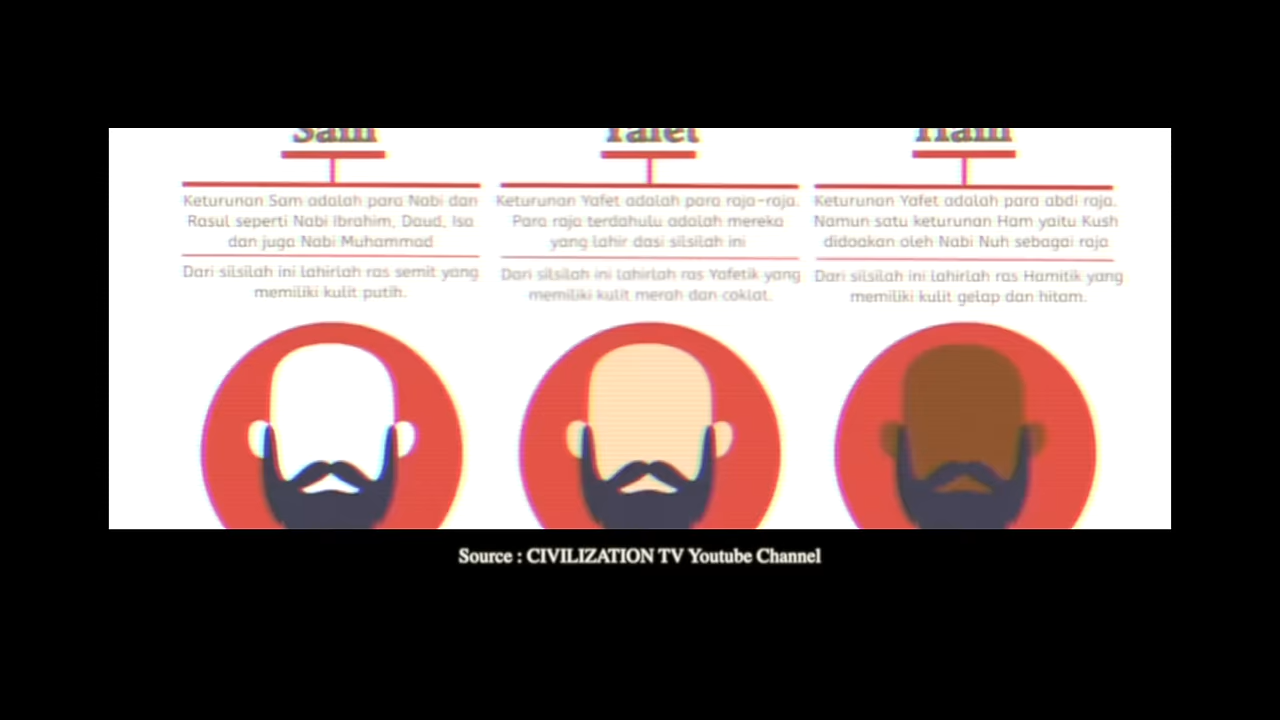 Sam
Yafet
Ham
Keturunan Sam adalah para Nabi dan
Rasul seperti Nabi Ibrahim, Daud, Isa
dan juga Nabi Muhammad
Dari silsilah ini lahirlah ras semit yang
memiliki kulit putih.
Keturunan Yafet adalah para raja-raja.
Para raja terdahulu adalah mereka
yang lahir dasi silsilah ini
Dari silsilah ini lahirlah ras Yafetik yang
memiliki kulit merah dan coklat.
Keturunan Yafet adalah para abdi raja.
Namun satu keturunan Ham yaitu Kush
didoakan oleh Nabi Nuh sebagai raja
Dari silsilah ini lahirlah ras Hamitik yang
memiliki kulit gelap dan hitam.
Source : CIVILIZATION TV Youtube Channel